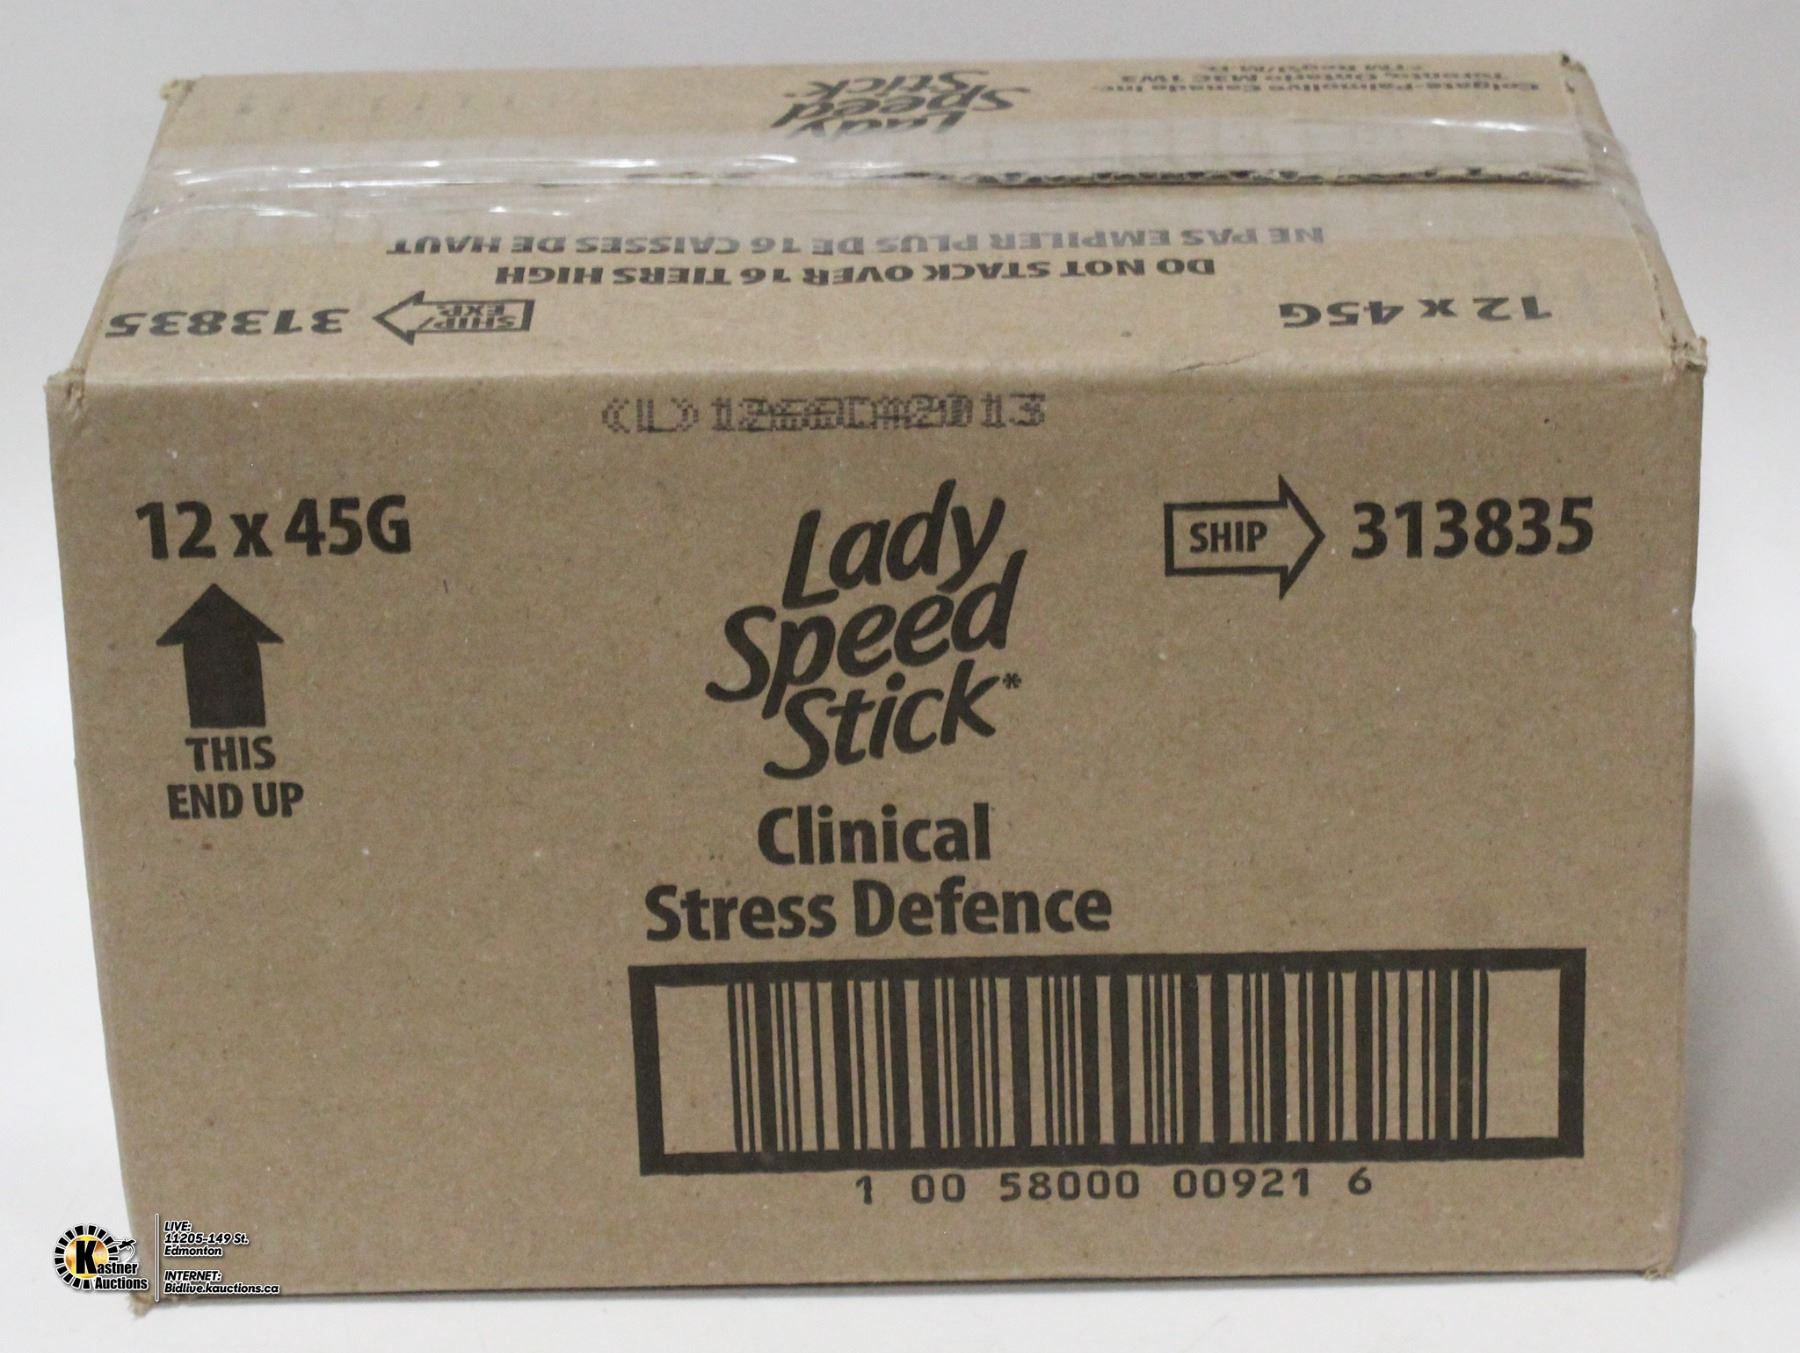 Colgate-Palmolive Canada Inc.
Toronto, Ontario M3C 1W3
Lady
Speed
Stick*
NE PAS EMPILER PLUS DE 16 CAISSES DE HAUT
DO NOT STACK OVER 16 TIERS HIGH
12 x 45G
SHIP/
EXP.
313835
12 x 45G
THIS
END UP
Lady
Speed
Stick*
Clinical
Stress Defence
SHIP
313835
1 00 58000 00921 6
Kastner
Auctions
LIVE:
11205-149 St.
Edmonton
INTERNET:
Bidlive.kauctions.ca